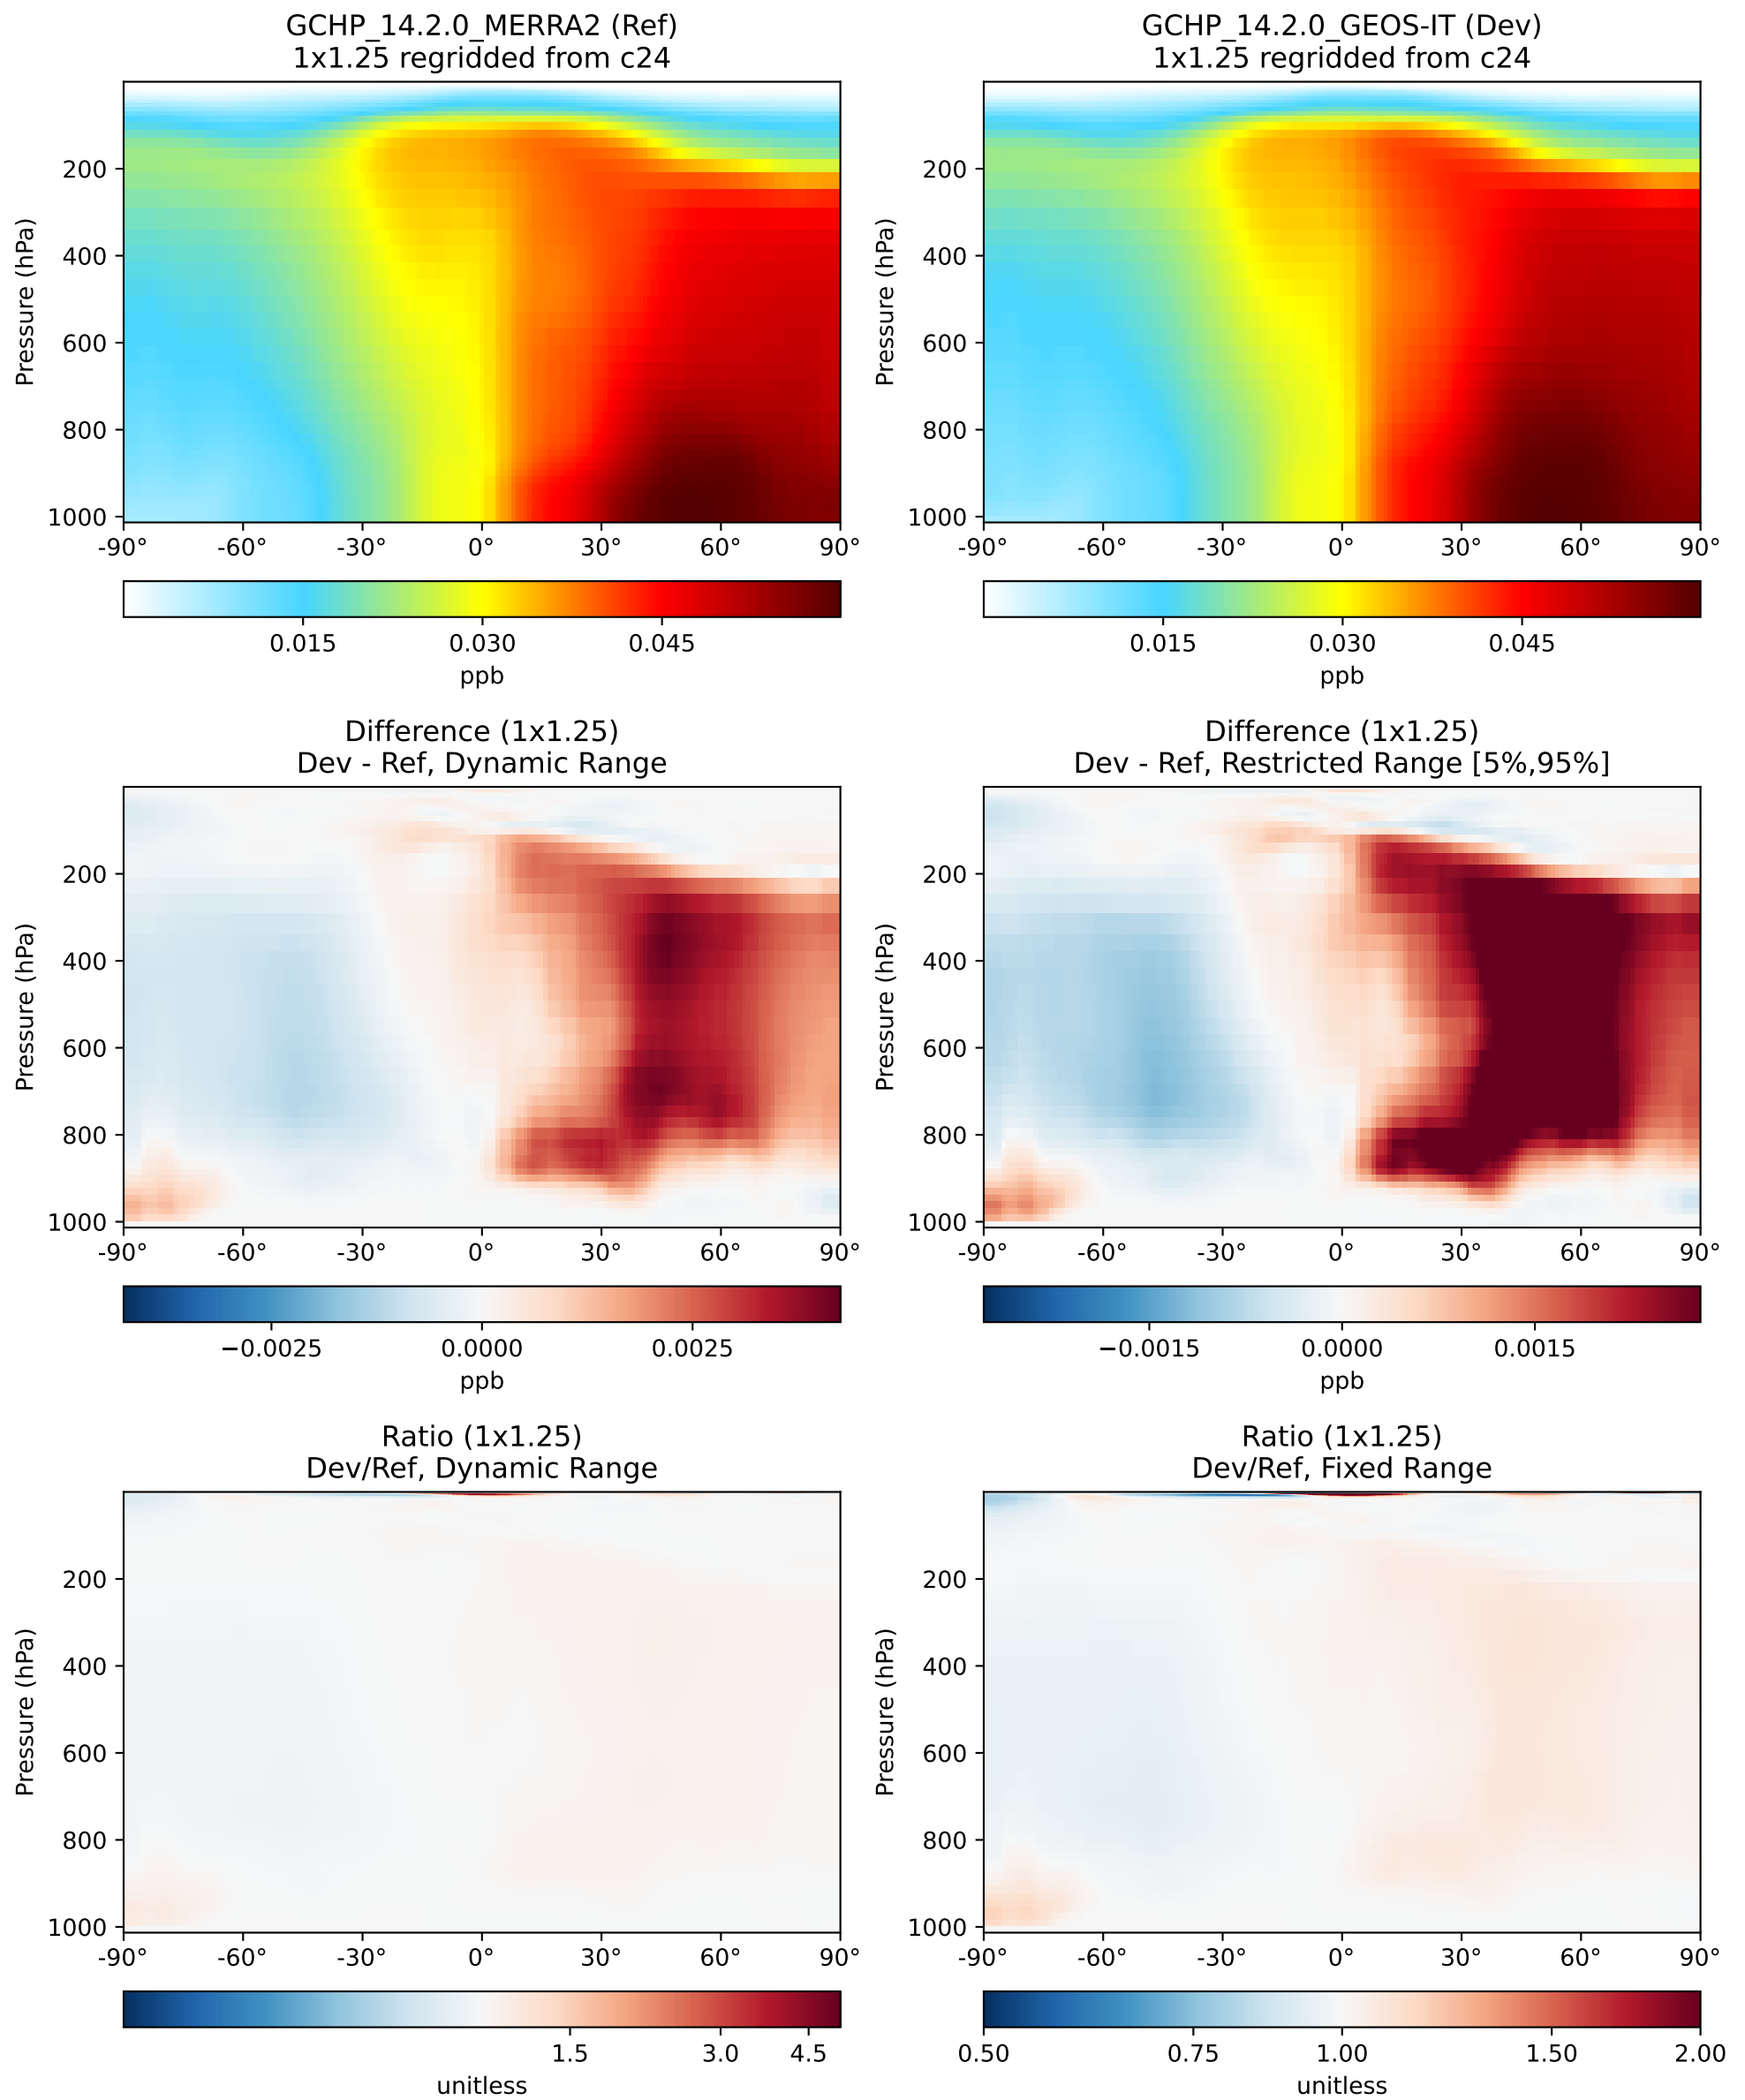 GCHP_14.2.0_MERRA2 (Ref)
1x1.25 regridded from c24
Pressure (hPa)
200
400
600
800
1000
-90° -60° -30° 0° 30° 60° 90°
0.015 0.030 0.045
ppb
GCHP_14.2.0_GEOS-IT (Dev)
1x1.25 regridded from c24
Pressure (hPa)
200
400
600
800
1000
-90° -60° -30° 0° 30° 60° 90°
0.015 0.030 0.045
ppb
Difference (1x1.25)
Dev - Ref, Dynamic Range
Pressure (hPa)
200
400
600
800
1000
-90° -60° -30° 0° 30° 60° 90°
−0.0025 0.0000 0.0025
ppb
Difference (1x1.25)
Dev - Ref, Restricted Range [5%,95%]
Pressure (hPa)
200
400
600
800
1000
-90° -60° -30° 0° 30° 60° 90°
−0.0015 0.0000 0.0015
ppb
Ratio (1x1.25)
Dev/Ref, Dynamic Range
Pressure (hPa)
200
400
600
800
1000
-90° -60° -30° 0° 30° 60° 90°
1.5 3.0 4.5
unitless
Ratio (1x1.25)
Dev/Ref, Fixed Range
Pressure (hPa)
200
400
600
800
1000
-90° -60° -30° 0° 30° 60° 90°
0.50 0.75 1.00 1.50 2.00
unitless